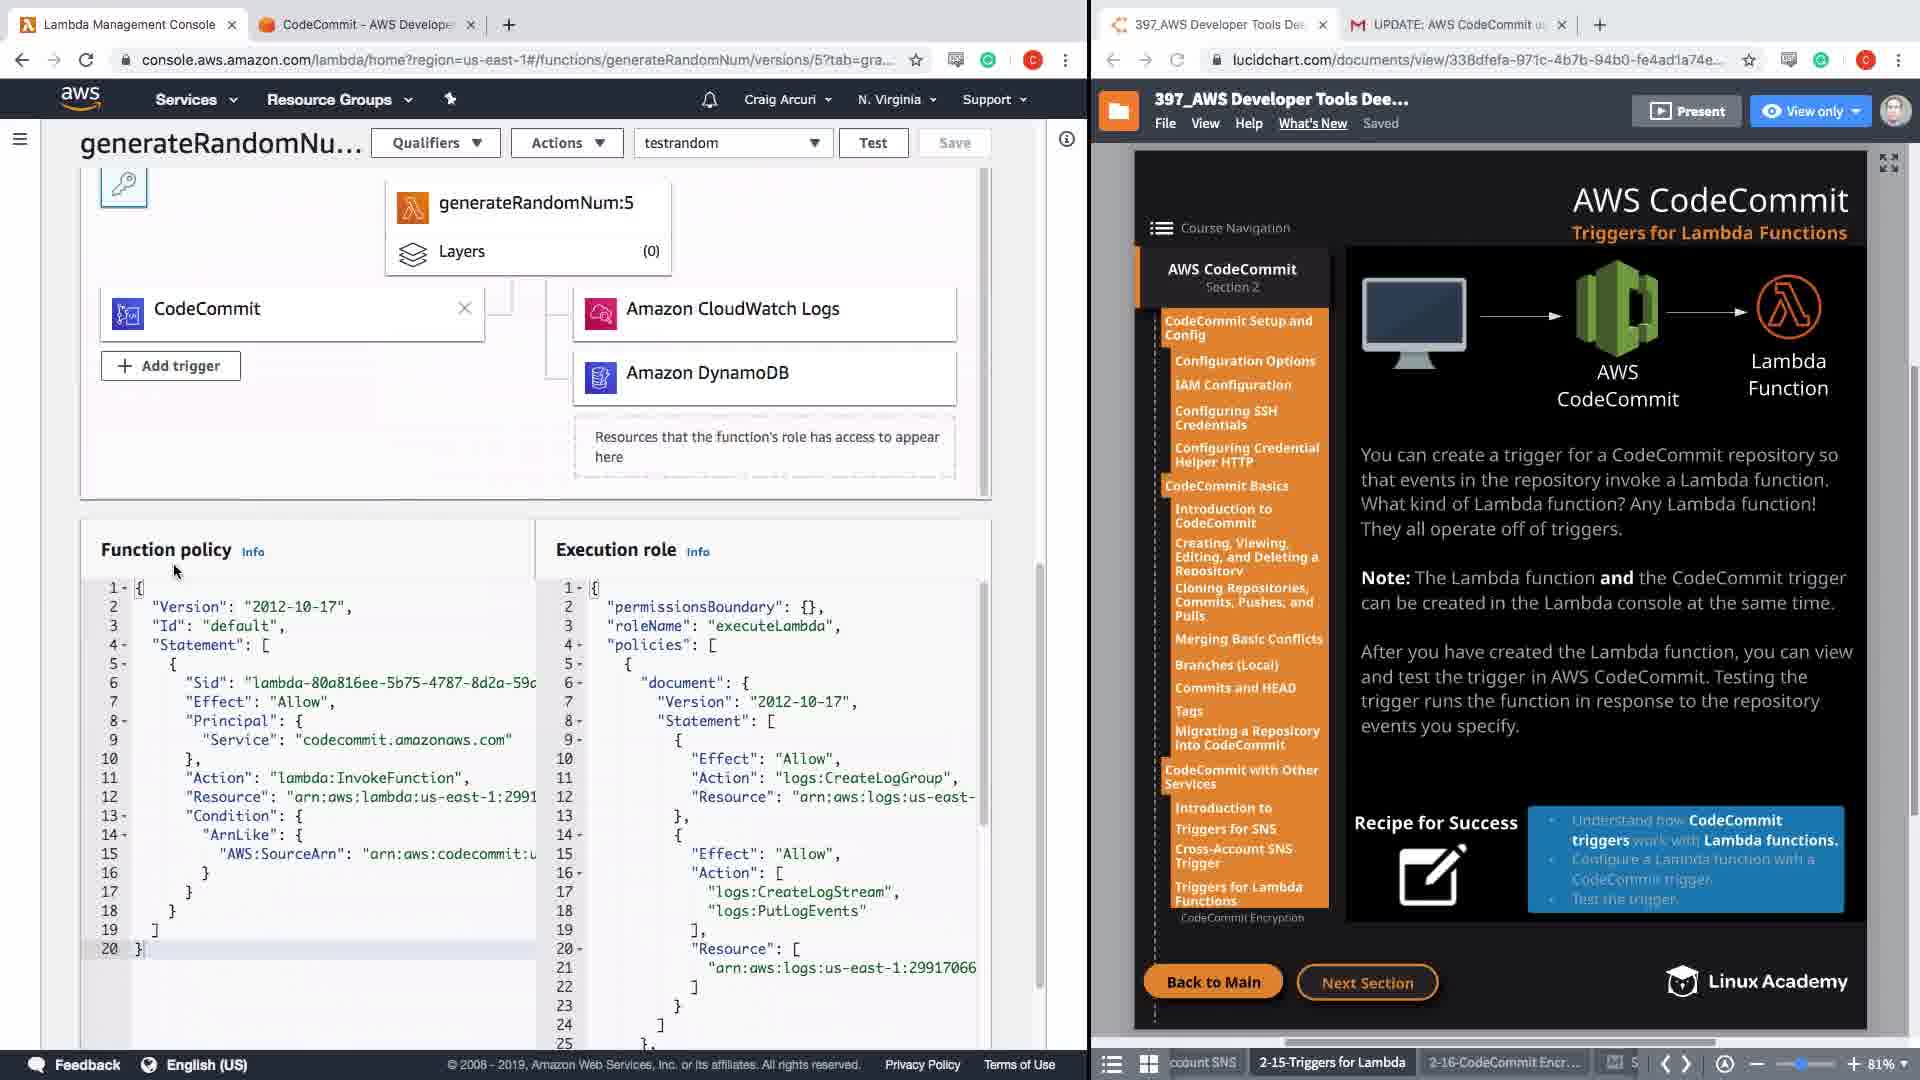 Lambda Management Console
CodeCommit - AWS Develope
console.aws.amazon.com/lambda/home?region=us-east-1#/functions/generateRandomNum/versions/5?tab=gra...
aws
Services
Resource Groups
Craig Arcuri
N. Virginia
Support
generateRandomNu...
Qualifiers
Actions
testrandom
Test
Save
generateRandomNum:5
Layers
(0)
CodeCommit
Amazon CloudWatch Logs
+ Add trigger
Amazon DynamoDB
Resources that the function's role has access to appear
here
Function policy Info
1 {
2 "Version": "2012-10-17",
3 "Id": "default",
4 "Statement": [
5 {
6 "Sid": "lambda-80a816ee-5b75-4787-8d2a-59d
7 "Effect": "Allow",
8 "Principal": {
9 "Service": "codecommit.amazonaws.com"
10 },
11 "Action": "lambda:InvokeFunction",
12 "Resource": "arn:aws:lambda:us-east-1:2991
13 "Condition": {
14 "ArnLike": {
15 "AWS:SourceArn": "arn:aws:codecommit:u
16 }
17 }
18 }
19 ]
20 }
Execution role Info
1 {
2 "permissionsBoundary": {},
3 "roleName": "executeLambda",
4 "policies": [
5 {
6 "document": {
7 "Version": "2012-10-17",
8 "Statement": [
9 {
10 "Effect": "Allow",
11 "Action": "logs:CreateLogGroup",
12 "Resource": "arn:aws:logs:us-east-
13 },
14 {
15 "Effect": "Allow",
16 "Action": [
17 "logs:CreateLogStream",
18 "logs:PutLogEvents"
19 ],
20 "Resource": [
21 "arn:aws:logs:us-east-1:29917066
22 ]
23 }
24 ]
25 },
Feedback
English (US)
© 2008 - 2019, Amazon Web Services, Inc. or its affiliates. All rights reserved.
Privacy Policy
Terms of Use
397_AWS Developer Tools Dee
UPDATE: AWS CodeCommit u
lucidchart.com/documents/view/338dfefa-971c-4b7b-94b0-fe4ad1a74e...
397_AWS Developer Tools Dee...
File
View
Help
What's New
Saved
Present
View only
AWS CodeCommit
Triggers for Lambda Functions
Course Navigation
AWS CodeCommit
Section 2
CodeCommit Setup and
Config
Configuration Options
IAM Configuration
Configuring SSH
Credentials
Configuring Credential
Helper HTTP
CodeCommit Basics
Introduction to
CodeCommit
Creating, Viewing,
Editing, and Deleting a
Repository
Cloning Repositories,
Commits, Pushes, and
Pulls
Merging Basic Conflicts
Branches (Local)
Commits and HEAD
Tags
Migrating a Repository
into CodeCommit
CodeCommit with Other
Services
Introduction to
Triggers for SNS
Cross-Account SNS
Trigger
Triggers for Lambda
Functions
CodeCommit Encryption
AWS
CodeCommit
Lambda
Function
You can create a trigger for a CodeCommit repository so
that events in the repository invoke a Lambda function.
What kind of Lambda function? Any Lambda function!
They all operate off of triggers.
Note: The Lambda function and the CodeCommit trigger
can be created in the Lambda console at the same time.
After you have created the Lambda function, you can view
and test the trigger in AWS CodeCommit. Testing the
trigger runs the function in response to the repository
events you specify.
Recipe for Success
• Understand how CodeCommit
triggers work with Lambda functions.
• Configure a Lambda function with a
CodeCommit trigger.
• Test the trigger.
Back to Main
Next Section
Linux Academy
ccount SNS
2-15-Triggers for Lambda
2-16-CodeCommit Encr...
81%